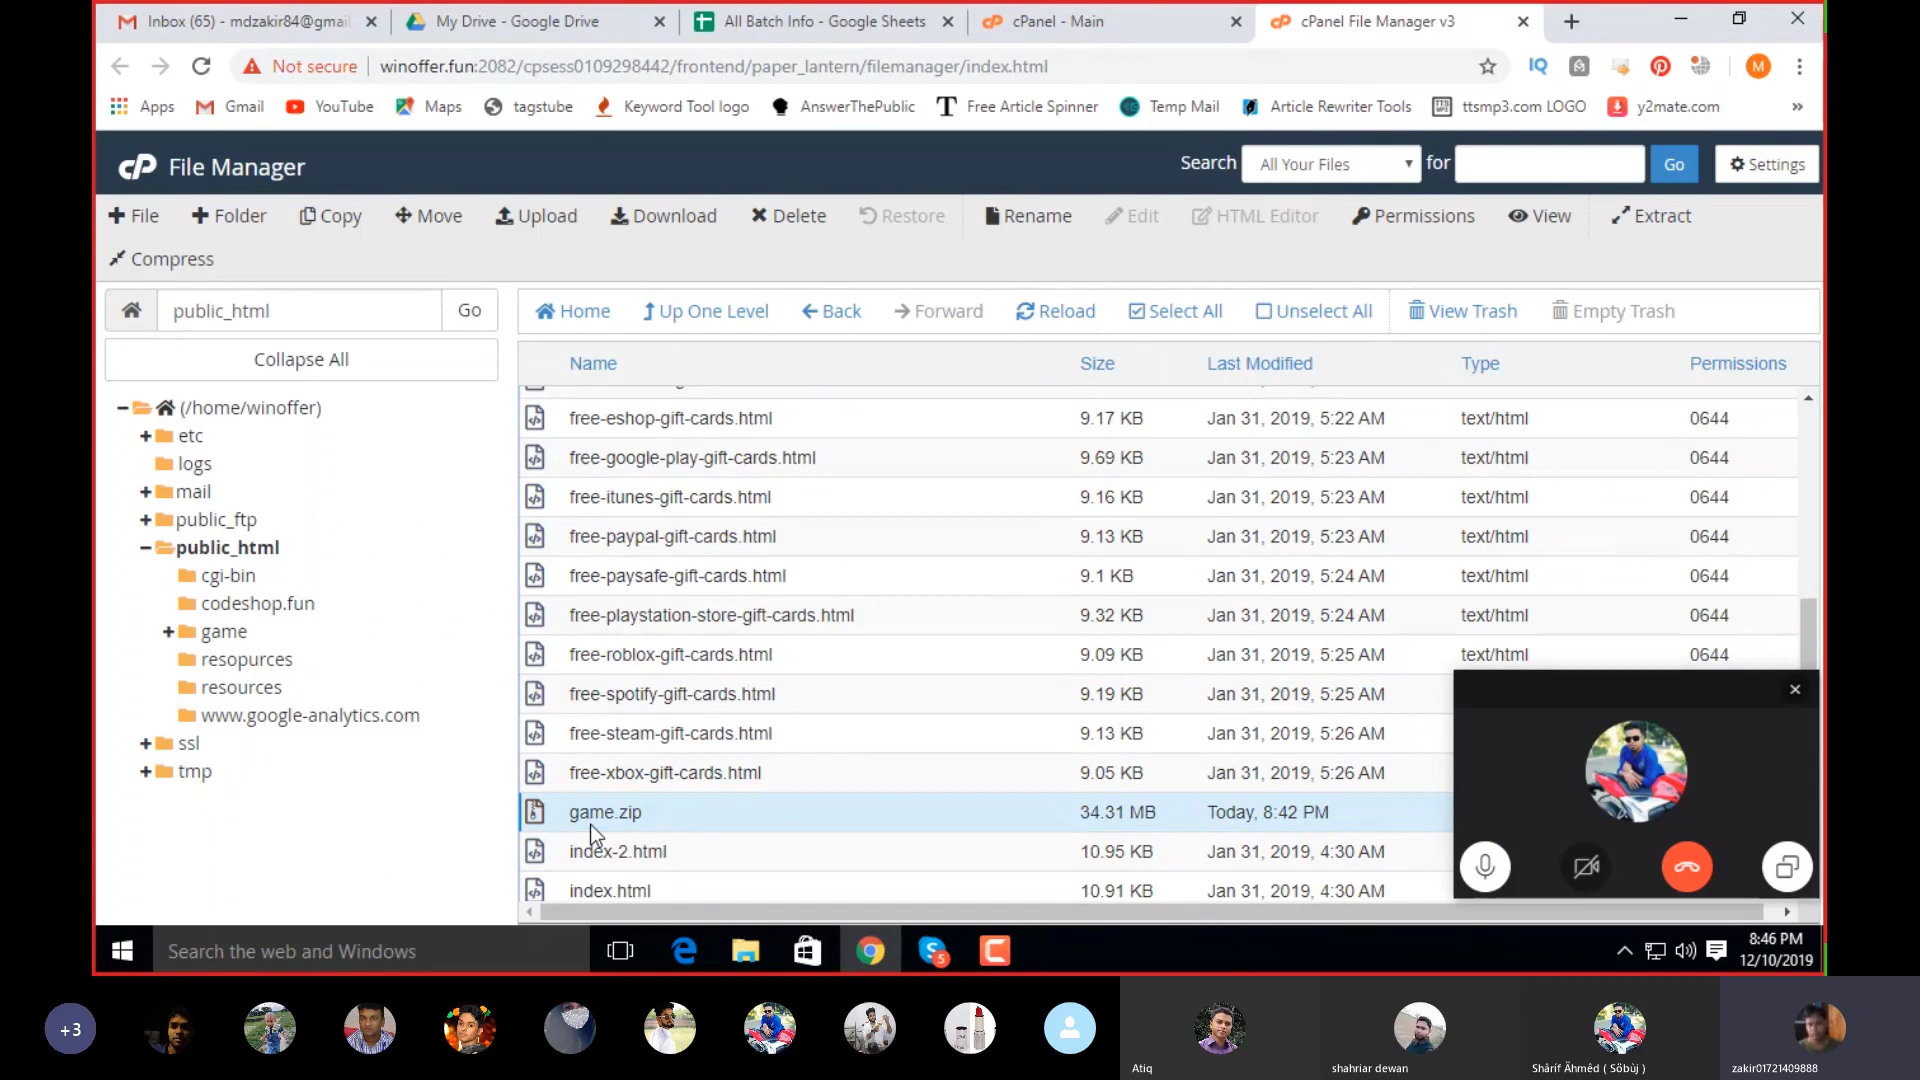 Inbox (65) - mdzakir84@gmai
My Drive - Google Drive
All Batch Info - Google Sheets
cPanel - Main
cPanel File Manager v3
Not secure
winoffer.fun:2082/cpsess0109298442/frontend/paper_lantern/filemanager/index.html
IQ
M
Apps
Gmail
YouTube
Maps
tagstube
Keyword Tool logo
AnswerThePublic
T Free Article Spinner
Temp Mail
Article Rewriter Tools
ttsmp3.com LOGO
y2mate.com
»
cP File Manager
Search All Your Files for Go Settings
File Folder Copy Move Upload Download Delete Restore Rename Edit HTML Editor Permissions View Extract
Compress
public_html Go
Home Up One Level Back Forward Reload Select All Unselect All View Trash Empty Trash
Collapse All
(/home/winoffer)
etc
logs
mail
public_ftp
public_html
cgi-bin
codeshop.fun
game
resopurces
resources
www.google-analytics.com
ssl
tmp
Name Size Last Modified Type Permissions
free-eshop-gift-cards.html 9.17 KB Jan 31, 2019, 5:22 AM text/html 0644
free-google-play-gift-cards.html 9.69 KB Jan 31, 2019, 5:23 AM text/html 0644
free-itunes-gift-cards.html 9.16 KB Jan 31, 2019, 5:23 AM text/html 0644
free-paypal-gift-cards.html 9.13 KB Jan 31, 2019, 5:23 AM text/html 0644
free-paysafe-gift-cards.html 9.1 KB Jan 31, 2019, 5:24 AM text/html 0644
free-playstation-store-gift-cards.html 9.32 KB Jan 31, 2019, 5:24 AM text/html 0644
free-roblox-gift-cards.html 9.09 KB Jan 31, 2019, 5:25 AM text/html 0644
free-spotify-gift-cards.html 9.19 KB Jan 31, 2019, 5:25 AM
free-steam-gift-cards.html 9.13 KB Jan 31, 2019, 5:26 AM
free-xbox-gift-cards.html 9.05 KB Jan 31, 2019, 5:26 AM
game.zip 34.31 MB Today, 8:42 PM
index-2.html 10.95 KB Jan 31, 2019, 4:30 AM
index.html 10.91 KB Jan 31, 2019, 4:30 AM
Search the web and Windows
5
8:46 PM
12/10/2019
+3
Atiq
shahriar dewan
Shâríf Ãhmêd ( Söbùj )
zakir01721409888